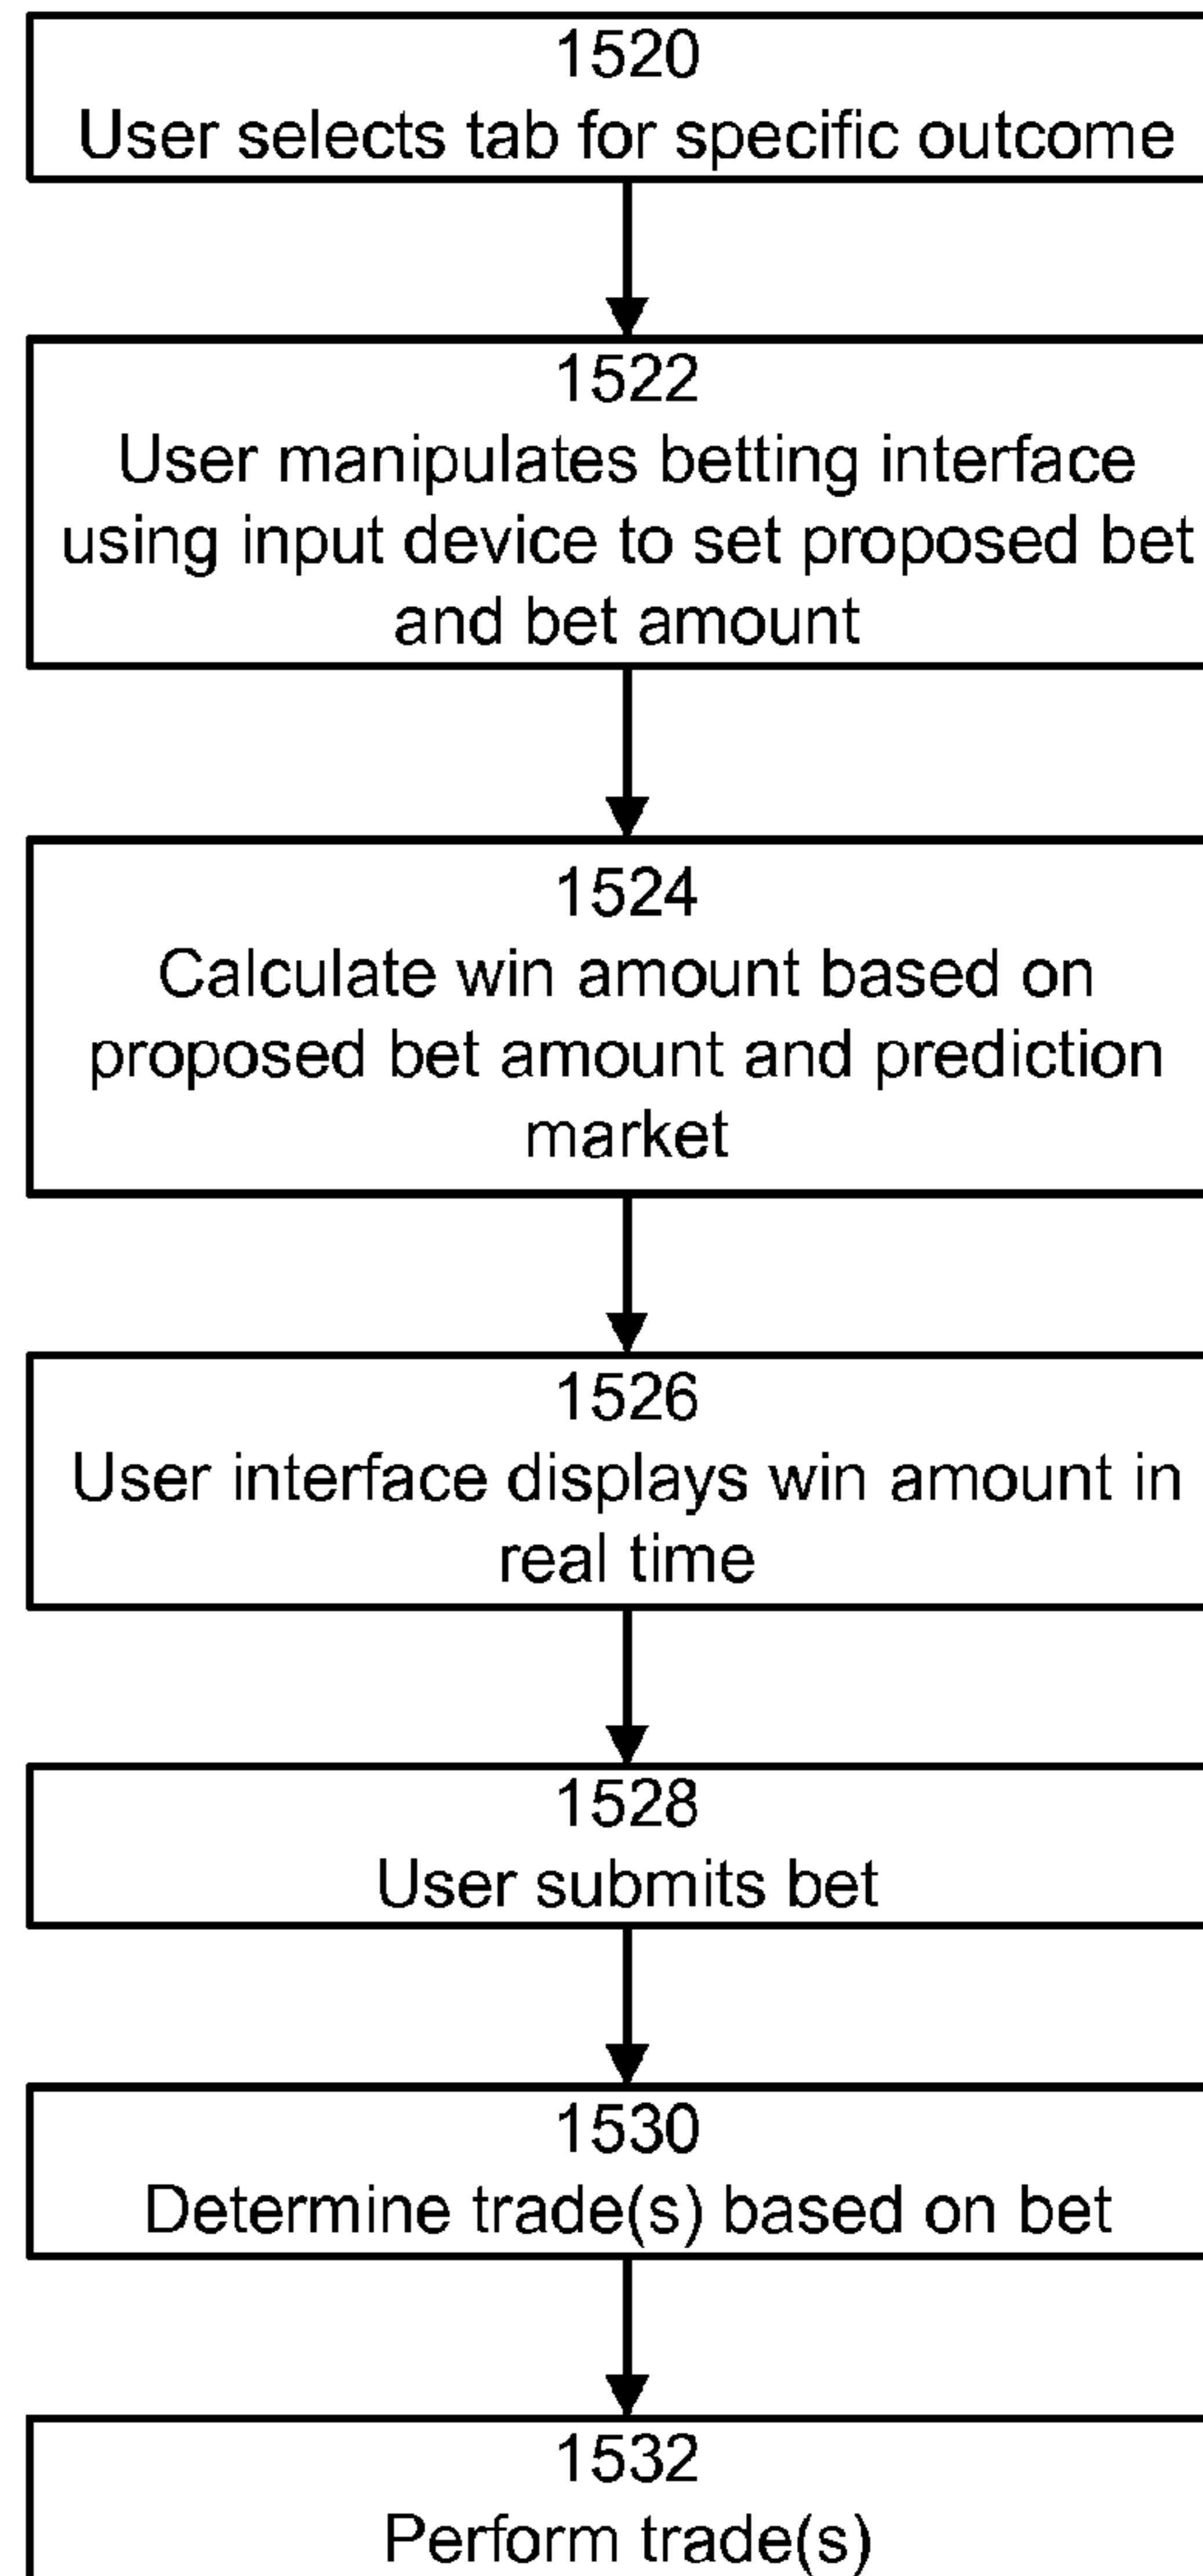 1520
User selects tab for specific outcome
1522
User manipulates betting interface
using input device to set proposed bet
and bet amount
1524
Calculate win amount based on
proposed bet amount and prediction
market
1526
User interface displays win amount in
real time
1528
User submits bet
1530
Determine trade(s) based on bet
1532
Perform trade(s)